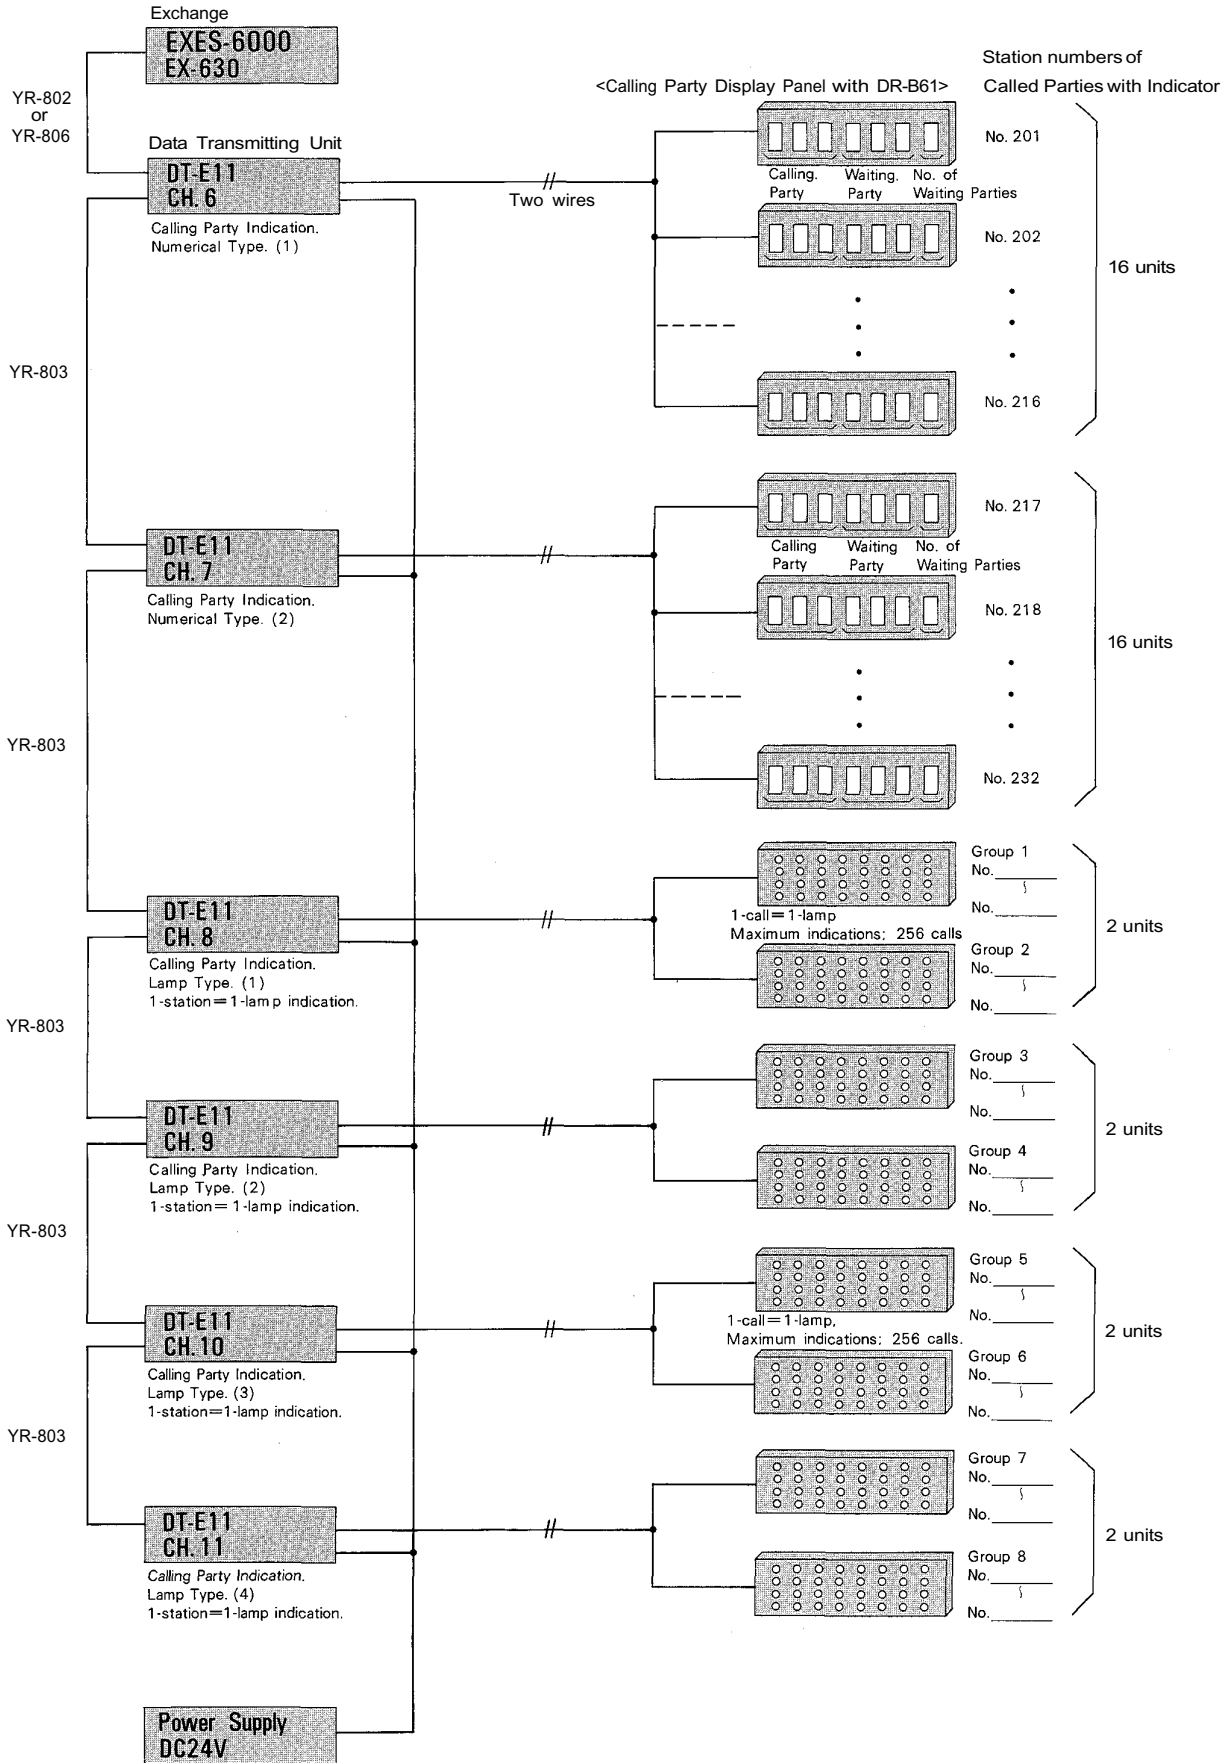 Exchange
EXES-6000
EX-630
Station numbers of
<Calling Party Display Panel with DR-B61>
Called Parties with Indicator
YR-802
or
YR-806
Data Transmitting Unit
DT-E11
CH. 6
Two wires
Calling Party Indication.
Numerical Type. (1)
No. 201
Calling. Waiting. No. of
Party Party Waiting Parties
No. 202
16 units
No. 216
YR-803
DT-E11
CH. 7
Calling Party Indication.
Numerical Type. (2)
No. 217
Calling Waiting No. of
Party Party Waiting Parties
No. 218
16 units
No. 232
YR-803
DT-E11
CH. 8
Calling Party Indication.
Lamp Type. (1)
1-station=1-lamp indication.
Group 1
No.
No.
1-call=1-lamp
Maximum indications; 256 calls
Group 2
No.
No.
2 units
YR-803
DT-E11
CH. 9
Calling Party Indication.
Lamp Type. (2)
1-station=1-lamp indication.
Group 3
No.
No.
Group 4
No.
No.
2 units
YR-803
DT-E11
CH. 10
Calling Party Indication.
Lamp Type. (3)
1-station=1-lamp indication.
Group 5
No.
No.
1-call=1-lamp,
Maximum indications; 256 calls.
Group 6
No.
No.
2 units
YR-803
DT-E11
CH. 11
Calling Party Indication.
Lamp Type. (4)
1-station=1-lamp indication.
Group 7
No.
No.
Group 8
No.
No.
2 units
Power Supply
DC24V